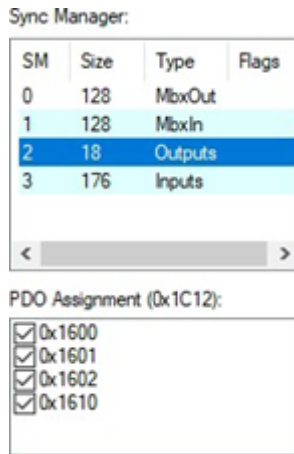 Sync Manager:
SM Size Type Flags
0 128 MbxOut
1 128 MbxIn
2 18 Outputs
3 176 Inputs
PDO Assignment (0x1C12):
0x1600
0x1601
0x1602
0x1610